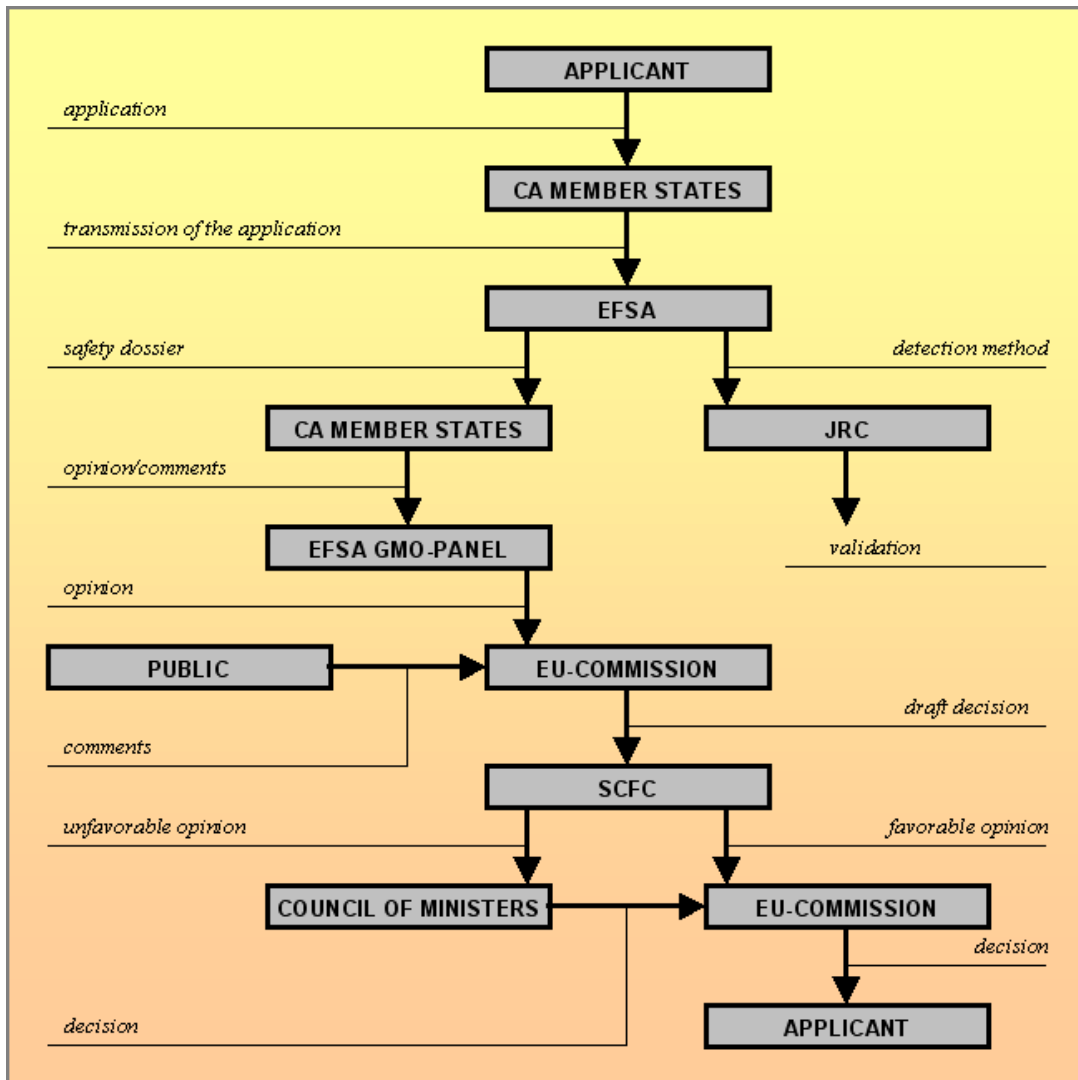 APPLICANT
application
CA MEMBER STATES
transmission of the application
EFSA
safety dossier
detection method
CA MEMBER STATES
JRC
opinion/comments
EFSA GMO-PANEL
validation
opinion
PUBLIC
EU-COMMISSION
draft decision
comments
SCFC
unfavorable opinion
favorable opinion
COUNCIL OF MINISTERS
EU-COMMISSION
decision
decision
APPLICANT